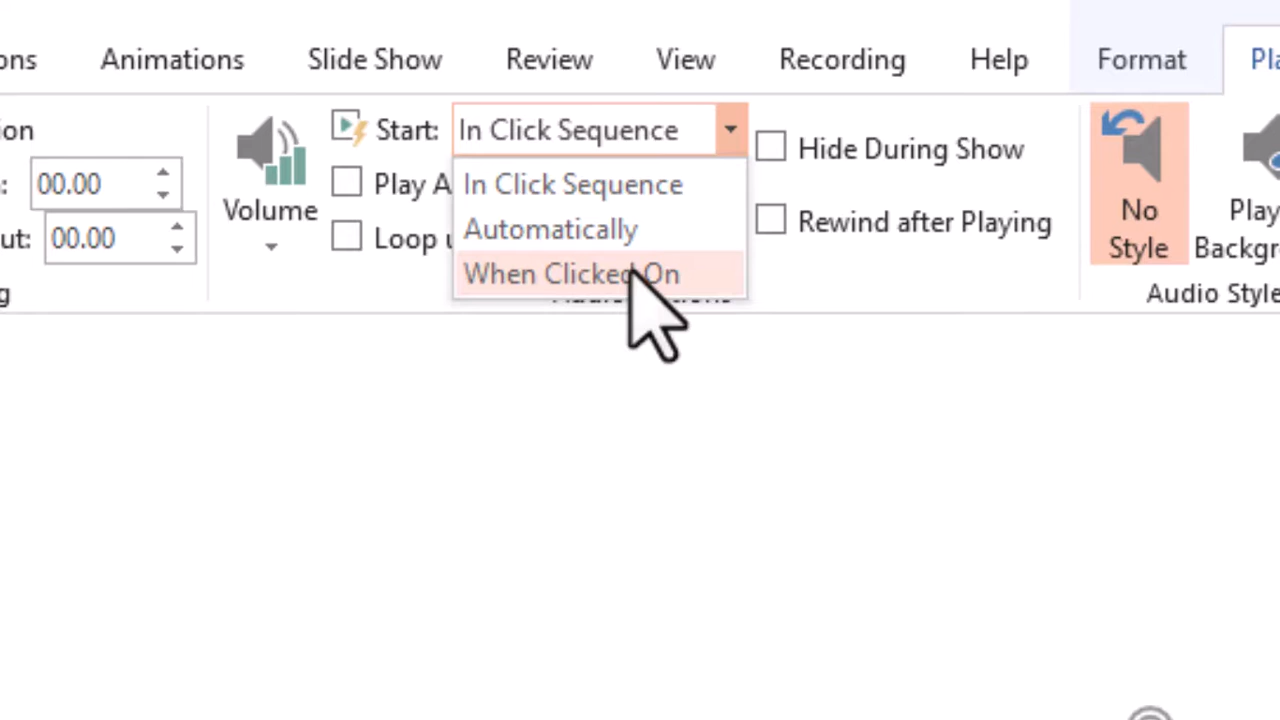 ons Animations Slide Show Review View Recording Help Format Pla
ion
Start: In Click Sequence
Hide During Show
: 00.00
Play A
In Click Sequence
Volume
No Style
Play
Backgr
Automatically
Rewind after Playing
ut: 00.00
Loop u
When Clicked On
g
Audio Style